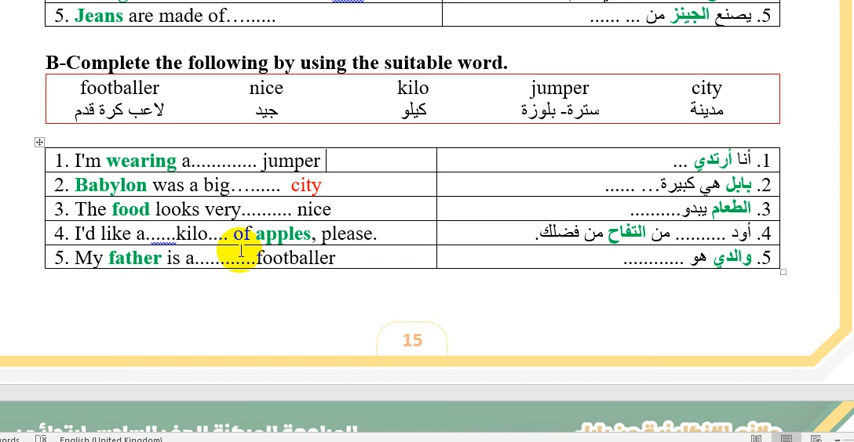 5. Jeans are made of….......
5. يصنع الجينز من ... ......
B-Complete the following by using the suitable word.
footballer nice kilo jumper city
لاعب كرة قدم جيد كيلو سترة- بلوزة مدينة
1. I'm wearing a............. jumper
1. أنا أرتدي ...
2. Babylon was a big…....... city
2. بابل هي كبيرة... ......
3. The food looks very.......... nice
3. الطعام يبدو..........
4. I'd like a......kilo.... of apples, please.
4. أود .......... من التفاح من فضلك.
5. My father is a............footballer
5. والدي هو ............
15
English (United Kingdom)